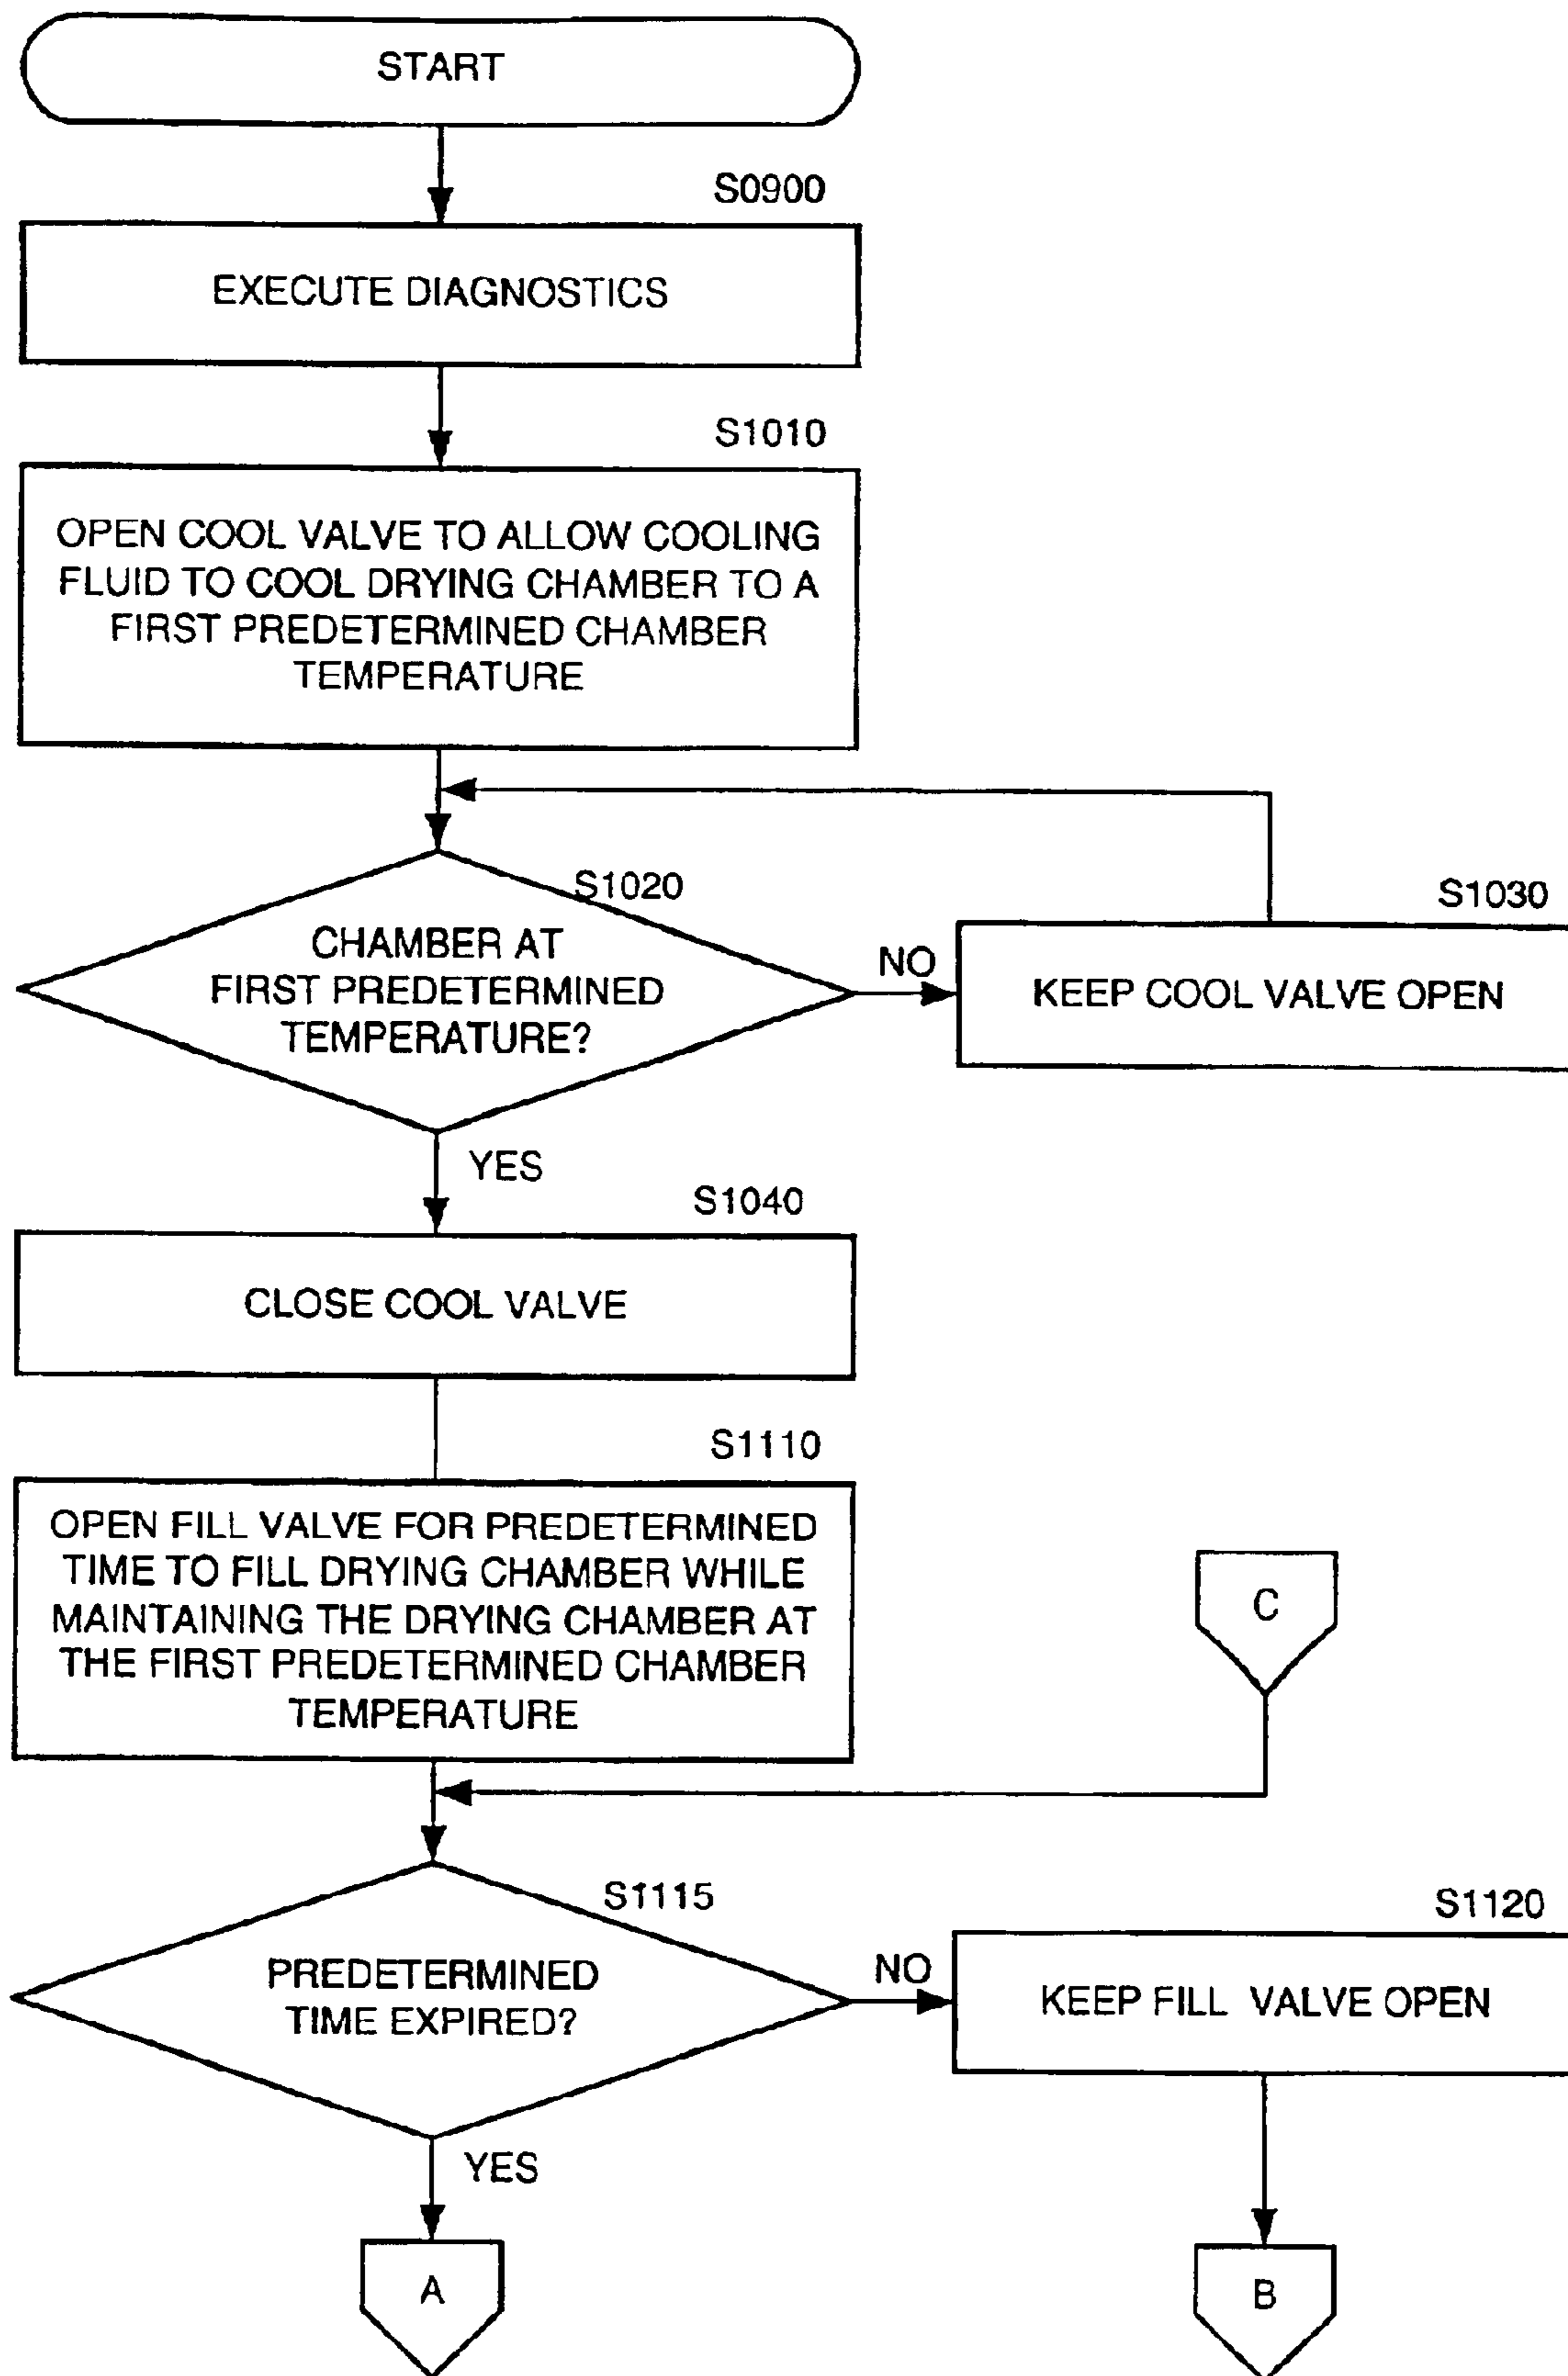 START
S0900
EXECUTE DIAGNOSTICS
S1010
OPEN COOL VALVE TO ALLOW COOLING
FLUID TO COOL DRYING CHAMBER TO A
FIRST PREDETERMINED CHAMBER
TEMPERATURE
S1020
CHAMBER AT
FIRST PREDETERMINED
TEMPERATURE?
NO
S1030
KEEP COOL VALVE OPEN
YES
S1040
CLOSE COOL VALVE
S1110
OPEN FILL VALVE FOR PREDETERMINED
TIME TO FILL DRYING CHAMBER WHILE
MAINTAINING THE DRYING CHAMBER AT
THE FIRST PREDETERMINED CHAMBER
TEMPERATURE
C
S1115
PREDETERMINED
TIME EXPIRED?
NO
S1120
KEEP FILL VALVE OPEN
YES
A
B